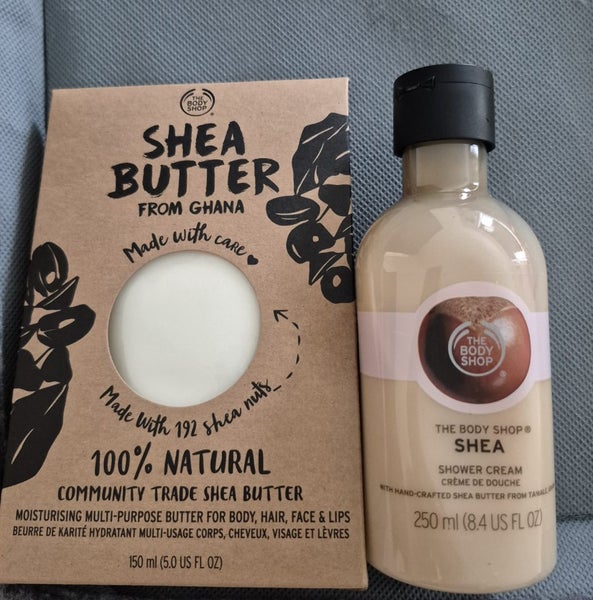 THE
BODY
SHOP®
SHEA
BUTTER
FROM GHANA
Made with care
Made With 192 shea nuts
100% NATURAL
COMMUNITY TRADE SHEA BUTTER
MOISTURISING MULTI-PURPOSE BUTTER FOR BODY, HAIR, FACE & LIPS
BEURRE DE KARITÉ HYDRATANT MULTI-USAGE CORPS, CHEVEUX, VISAGE ET LÈVRES
150 ml (5.0 US FL OZ)
THE
BODY
SHOP
THE BODY SHOP®
SHEA
SHOWER CREAM
CRÈME DE DOUCHE
WITH HAND-CRAFTED SHEA BUTTER FROM
250 ml (8.4 US FL OZ)